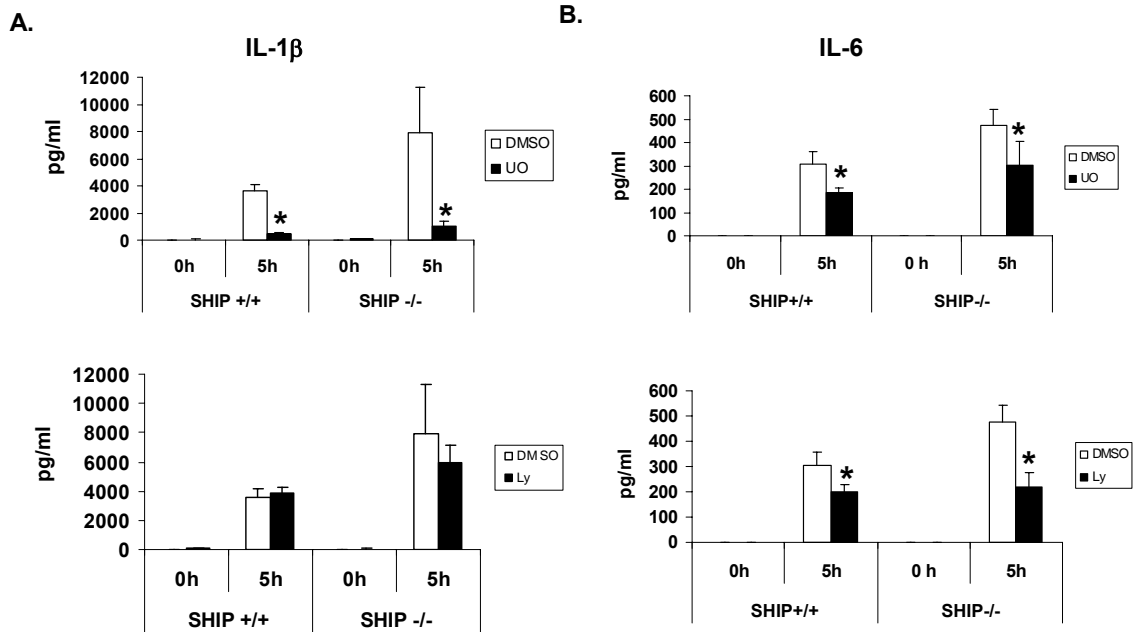 A.
IL-1β
pg/ml
12000
10000
8000
6000
4000
2000
0
*
*
DMSO
UO
0h 5h 0h 5h
SHIP +/+ SHIP -/-
B.
IL-6
pg/ml
600
500
400
300
200
100
0
*
*
DMSO
UO
0h 5h 0 h 5h
SHIP+/+ SHIP-/-
pg/ml
12000
10000
8000
6000
4000
2000
0
DM SO
Ly
0h 5h 0h 5h
SHIP +/+ SHIP -/-
pg/ml
600
500
400
300
200
100
0
*
*
DMSO
Ly
0h 5h 0 h 5h
SHIP+/+ SHIP-/-